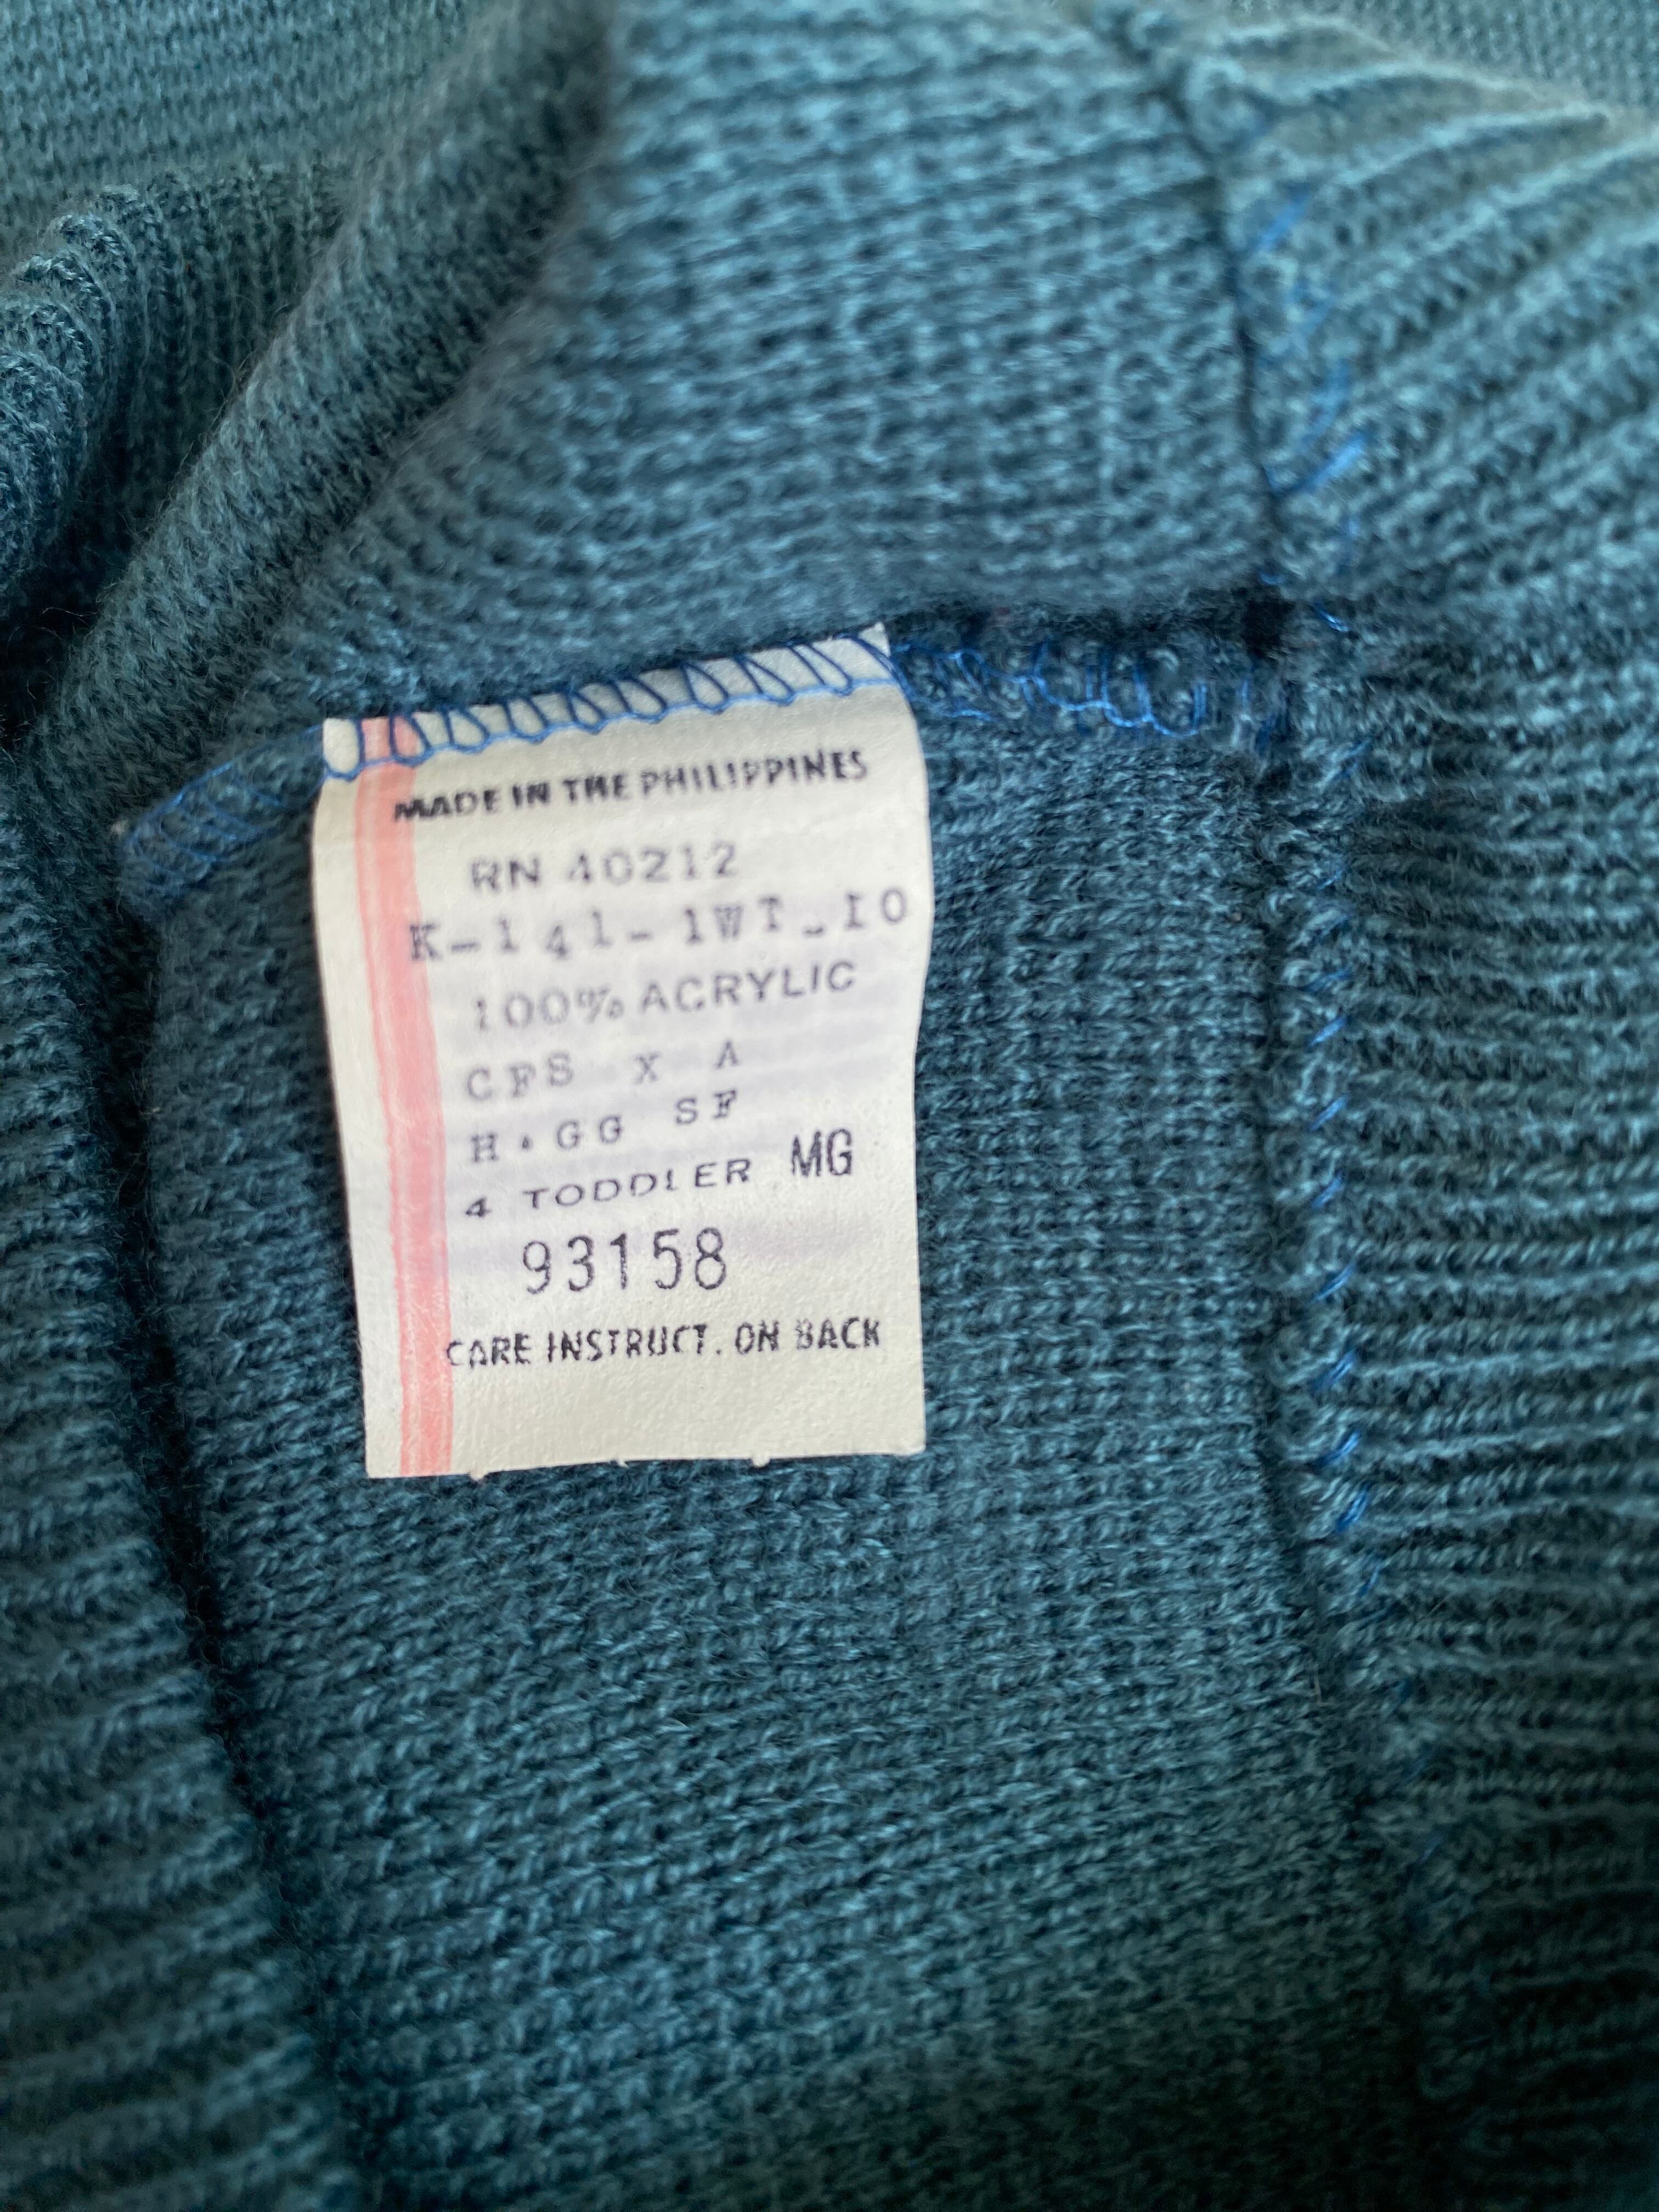 MADE IN THE PHILIPPINES
RN 40212
K-141-1WT-10
100% ACRYLIC
CFS X A
H.GG SF
4 TODDLER MG
93158
CARE INSTRUCT. ON BACK